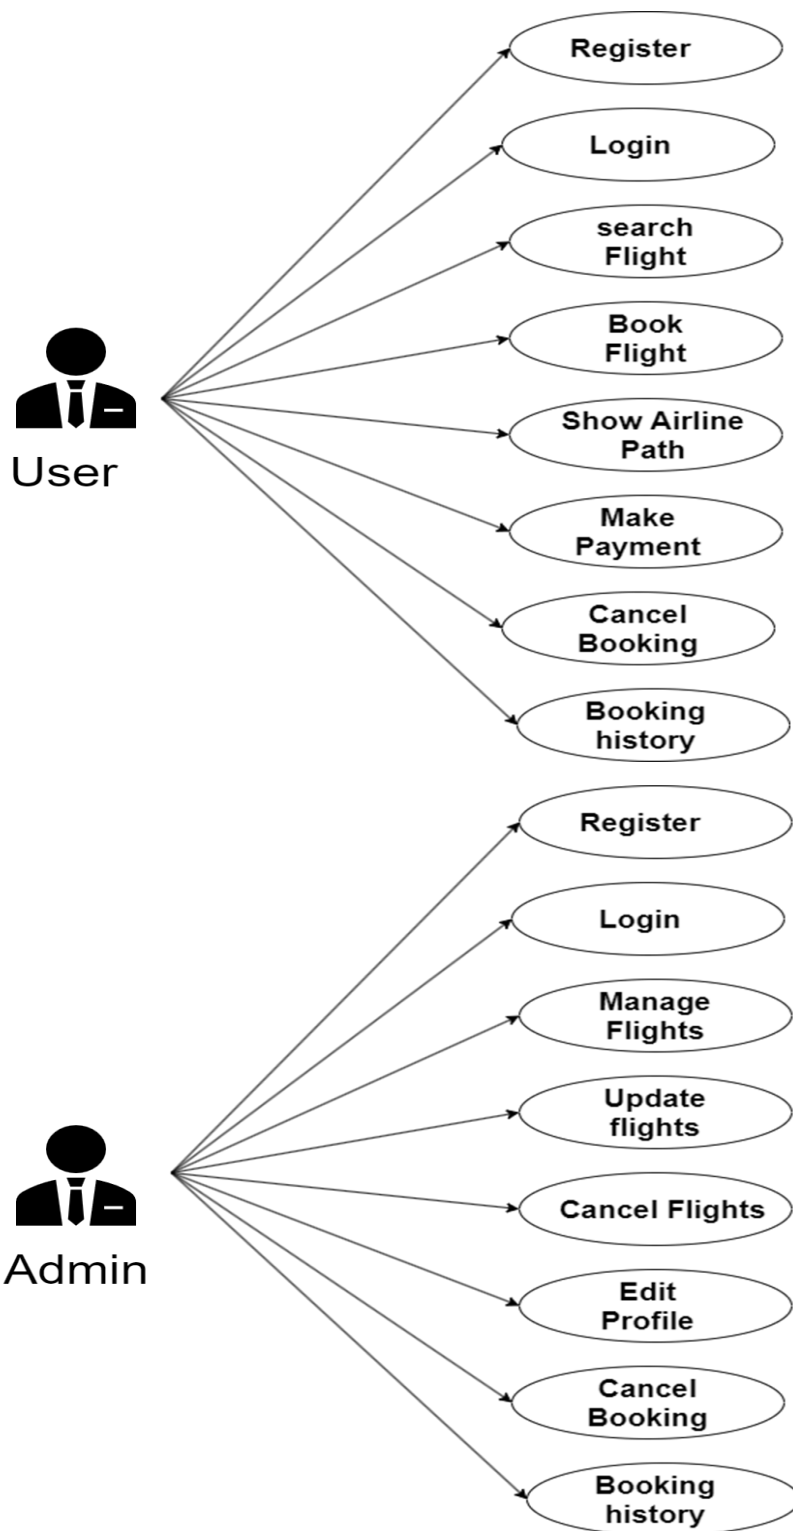 Register
Login
search
Flight
Book
Flight
Show Airline
Path
Make
Payment
Cancel
Booking
Booking
history
User
Register
Login
Manage
Flights
Update
flights
Cancel Flights
Edit
Profile
Cancel
Booking
Booking
history
Admin